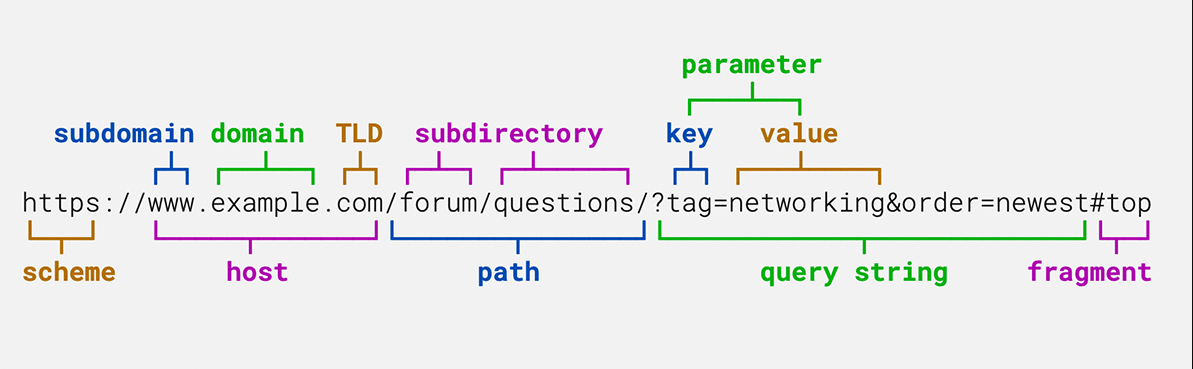 parameter
subdomain domain TLD subdirectory key value
https://www.example.com/forum/questions/?tag=networking&order=newest#top
scheme host path query string fragment